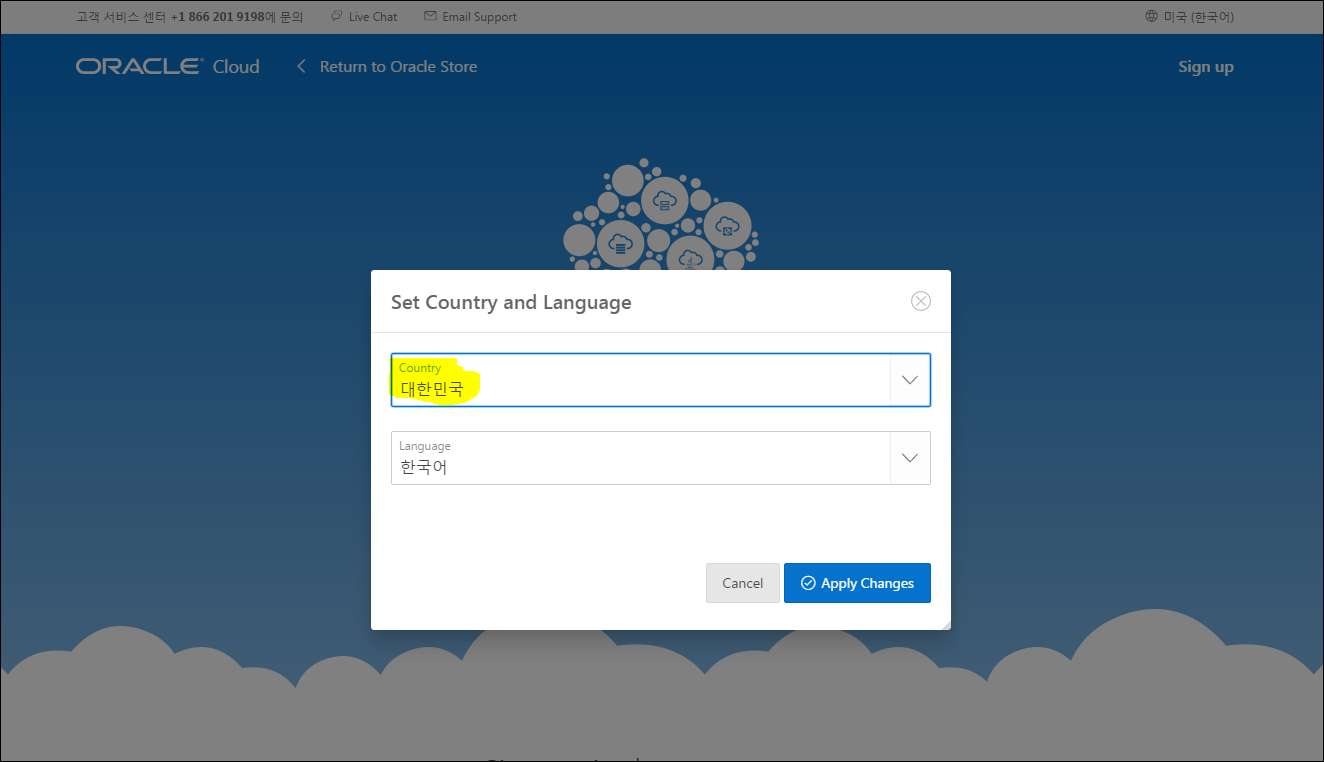 고객 서비스 센터 +1 866 201 9198에 문의 Live Chat Email Support 미국 (한국어)
ORACLE Cloud Return to Oracle Store Sign up
Set Country and Language
Country
대한민국
Language
한국어
Cancel Apply Changes